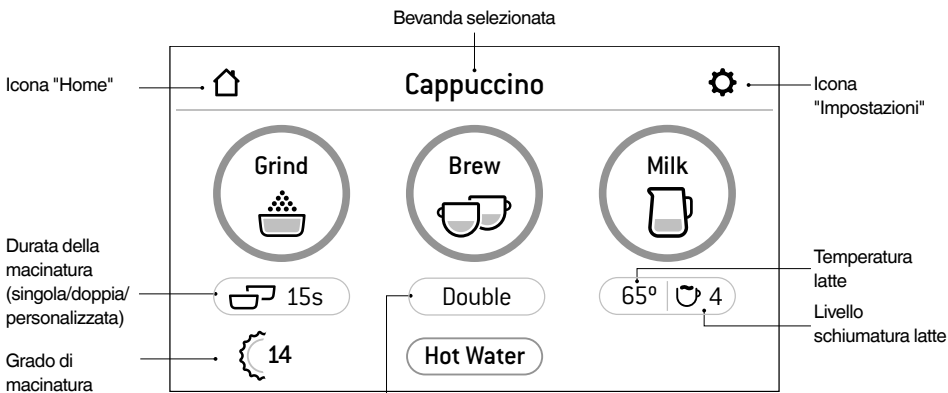 Bevanda selezionata
Icona "Home"
Cappuccino
Icona
"Impostazioni"
Grind
Brew
Milk
Durata della
macinatura
(singola/doppia/
personalizzata)
15s
Double
65º
4
Temperatura
latte
Livello
schiumatura latte
Grado di
macinatura
14
Hot Water